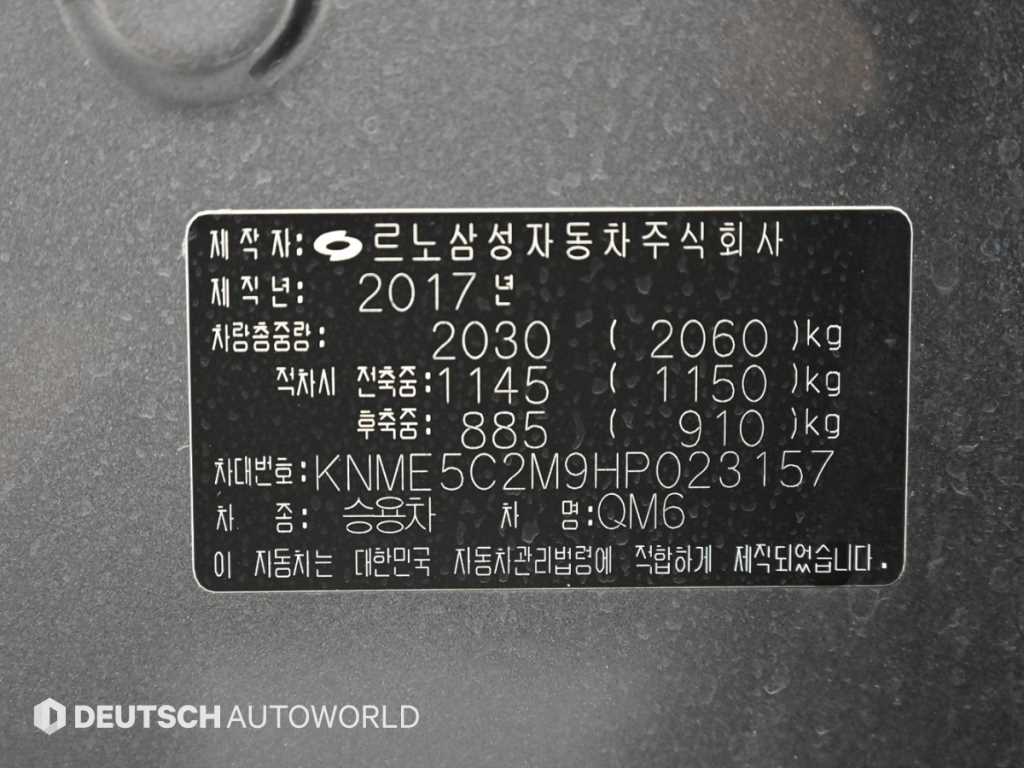 제작자: 르노삼성자동차주식회사
제작년: 2017년
차량총중량: 2030 ( 2060 )kg
적차시 전축중: 1145 ( 1150 )kg
후축중: 885 ( 910 )kg
차대번호: KNME5C2M9HP023157
차 종: 승용차 차 명: QM6
이 자동차는 대한민국 자동차관리법령에 적합하게 제작되었습니다.
DEUTSCH AUTOWORLD